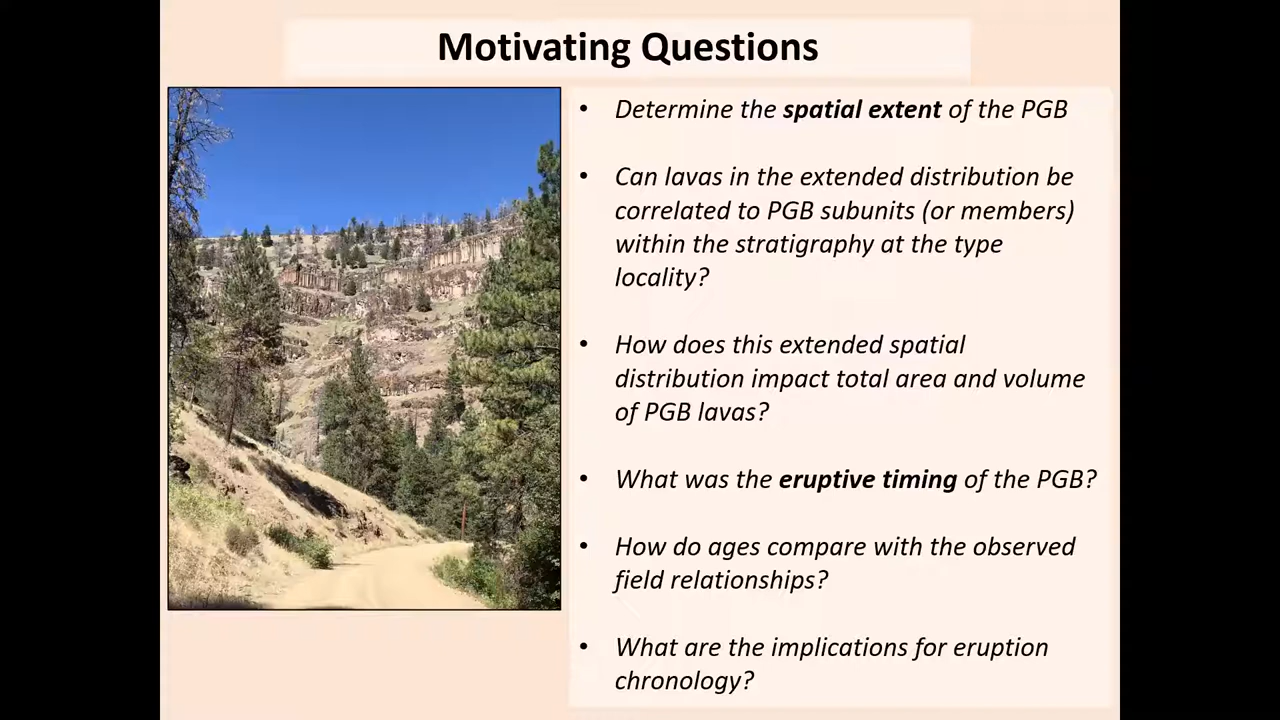 Motivating Questions
• Determine the spatial extent of the PGB
• Can lavas in the extended distribution be
correlated to PGB subunits (or members)
within the stratigraphy at the type
locality?
• How does this extended spatial
distribution impact total area and volume
of PGB lavas?
• What was the eruptive timing of the PGB?
• How do ages compare with the observed
field relationships?
• What are the implications for eruption
chronology?